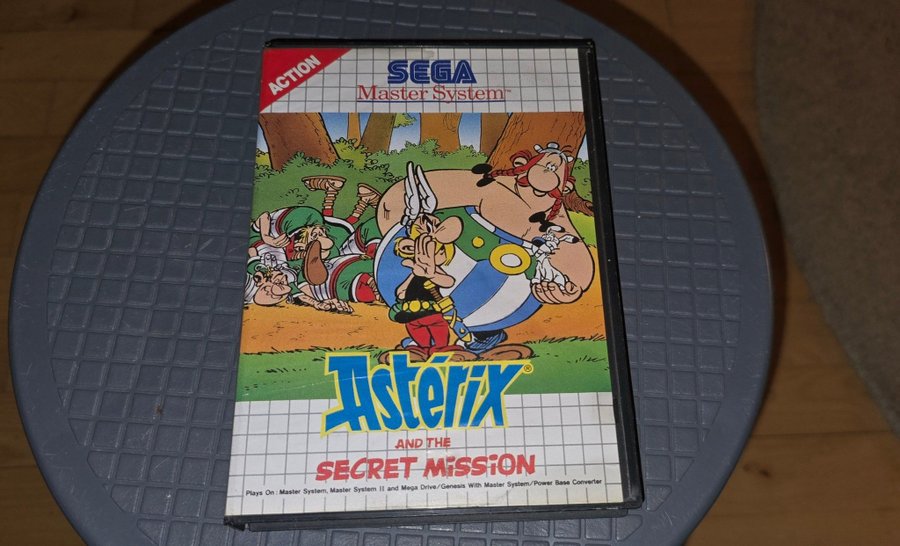 ACTION
SEGA
Master System™
Astérix®
AND THE
SECRET MISSION
Plays On : Master System, Master System II and Mega Drive/Genesis With Master System/Power Base Converter